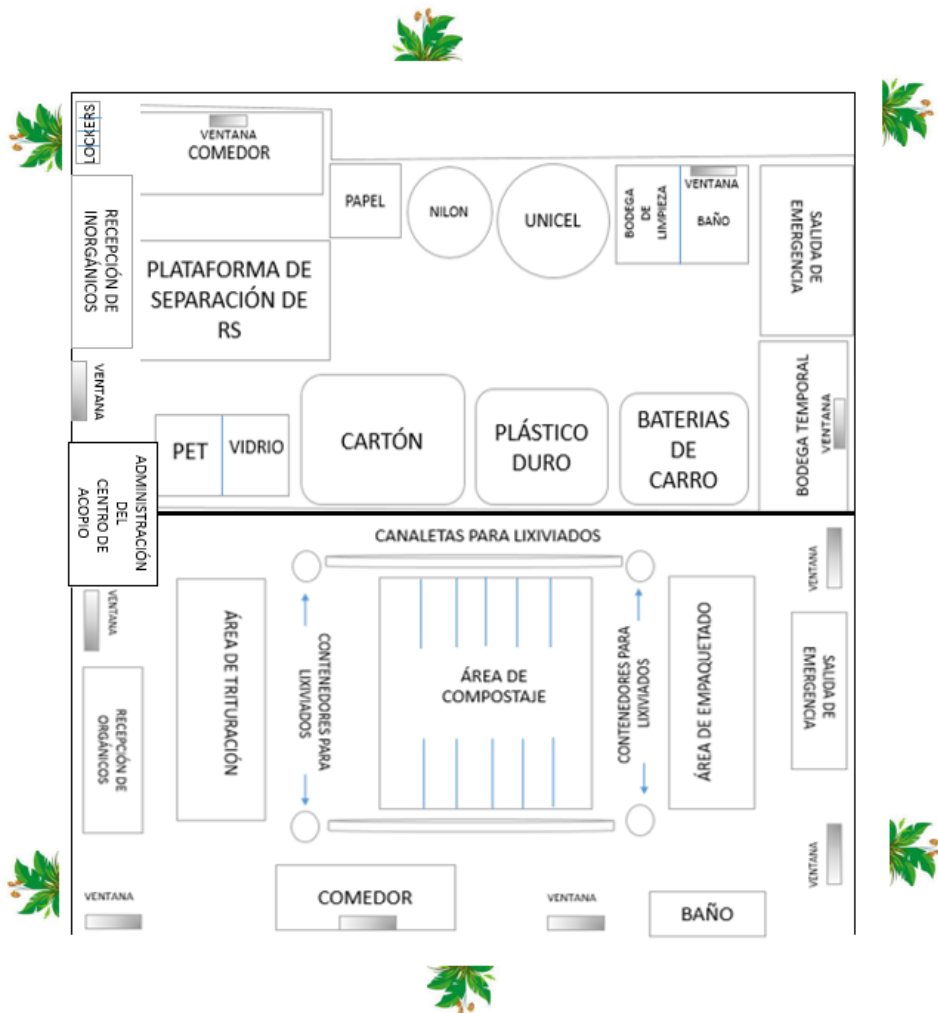 LOCKERS
VENTANA
COMEDOR
PAPEL
NILON
UNICEL
BODEGA
DE
LIMPIEZA
VENTANA
BAÑO
SALIDA DE
EMERGENCIA
RECEPCIÓN DE
INORGÁNICOS
PLATAFORMA DE
SEPARACIÓN DE
RS
VENTANA
PET
VIDRIO
CARTÓN
PLÁSTICO
DURO
BATERIAS
DE
CARRO
BODEGA TEMPORAL
VENTANA
ADMINISTRACIÓN
DEL
CENTRO DE
ACOPIO
CANALETAS PARA LIXIVIADOS
VENTANA
VENTANA
ÁREA DE TRITURACIÓN
CONTENEDORES PARA
LIXIVIADOS
ÁREA DE
COMPOSTAJE
CONTENEDORES PARA
LIXIVIADOS
ÁREA DE EMPAQUETADO
SALIDA DE
EMERGENCIA
RECEPCIÓN DE
ORGÁNICOS
VENTANA
VENTANA
COMEDOR
VENTANA
BAÑO